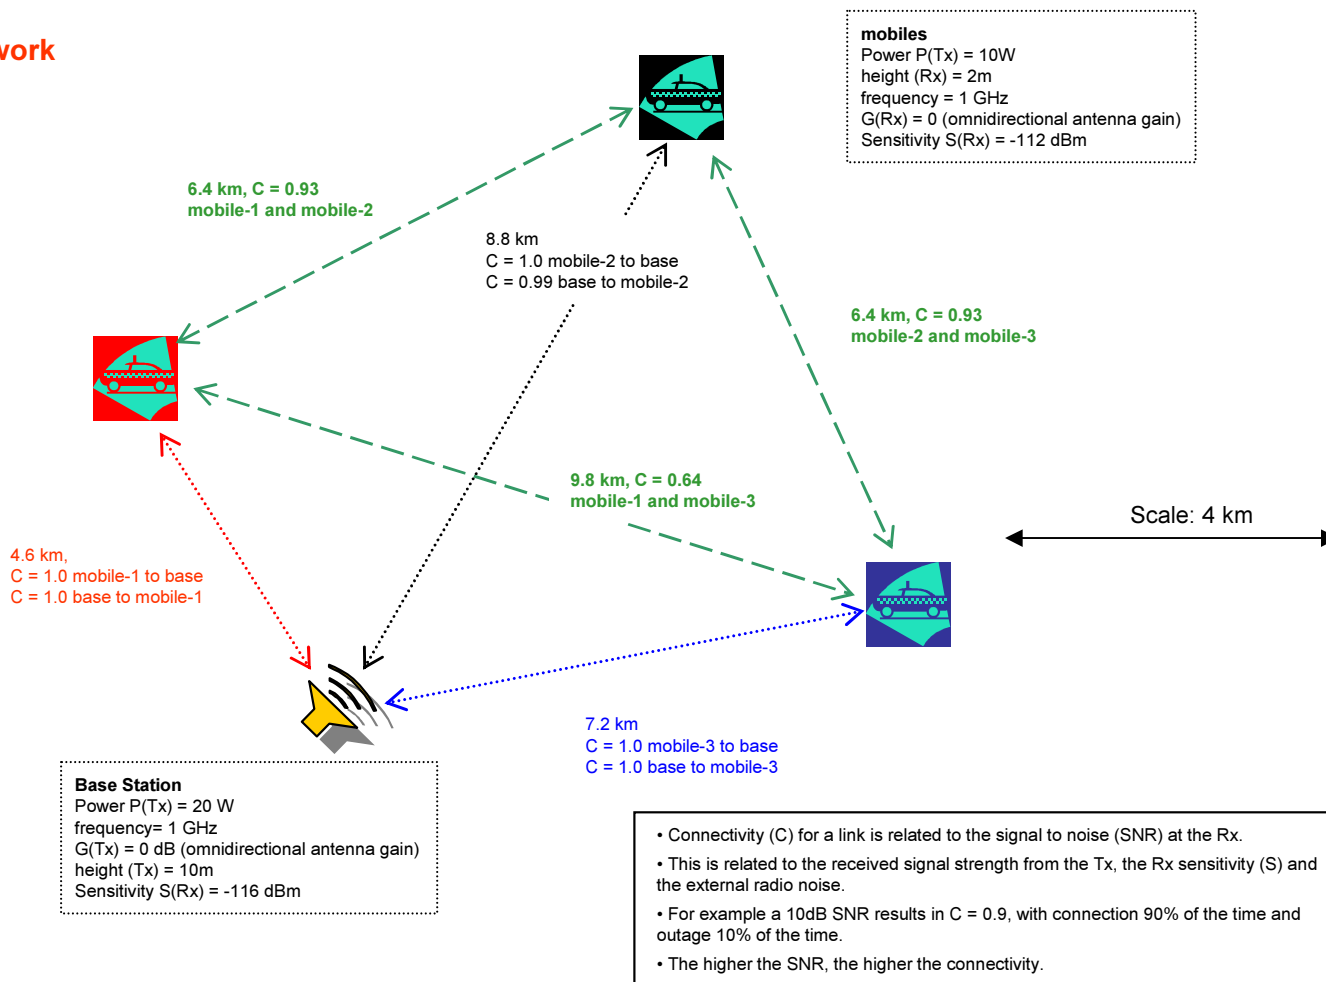 work
mobiles
Power P(Tx) = 10W
height (Rx) = 2m
frequency = 1 GHz
G(Rx) = 0 (omnidirectional antenna gain)
Sensitivity S(Rx) = -112 dBm
6.4 km, C = 0.93
mobile-1 and mobile-2
8.8 km
C = 1.0 mobile-2 to base
C = 0.99 base to mobile-2
6.4 km, C = 0.93
mobile-2 and mobile-3
9.8 km, C = 0.64
mobile-1 and mobile-3
Scale: 4 km
4.6 km,
C = 1.0 mobile-1 to base
C = 1.0 base to mobile-1
7.2 km
C = 1.0 mobile-3 to base
C = 1.0 base to mobile-3
Base Station
Power P(Tx) = 20 W
frequency= 1 GHz
G(Tx) = 0 dB (omnidirectional antenna gain)
height (Tx) = 10m
Sensitivity S(Rx) = -116 dBm
• Connectivity (C) for a link is related to the signal to noise (SNR) at the Rx.
• This is related to the received signal strength from the Tx, the Rx sensitivity (S) and
the external radio noise.
• For example a 10dB SNR results in C = 0.9, with connection 90% of the time and
outage 10% of the time.
• The higher the SNR, the higher the connectivity.